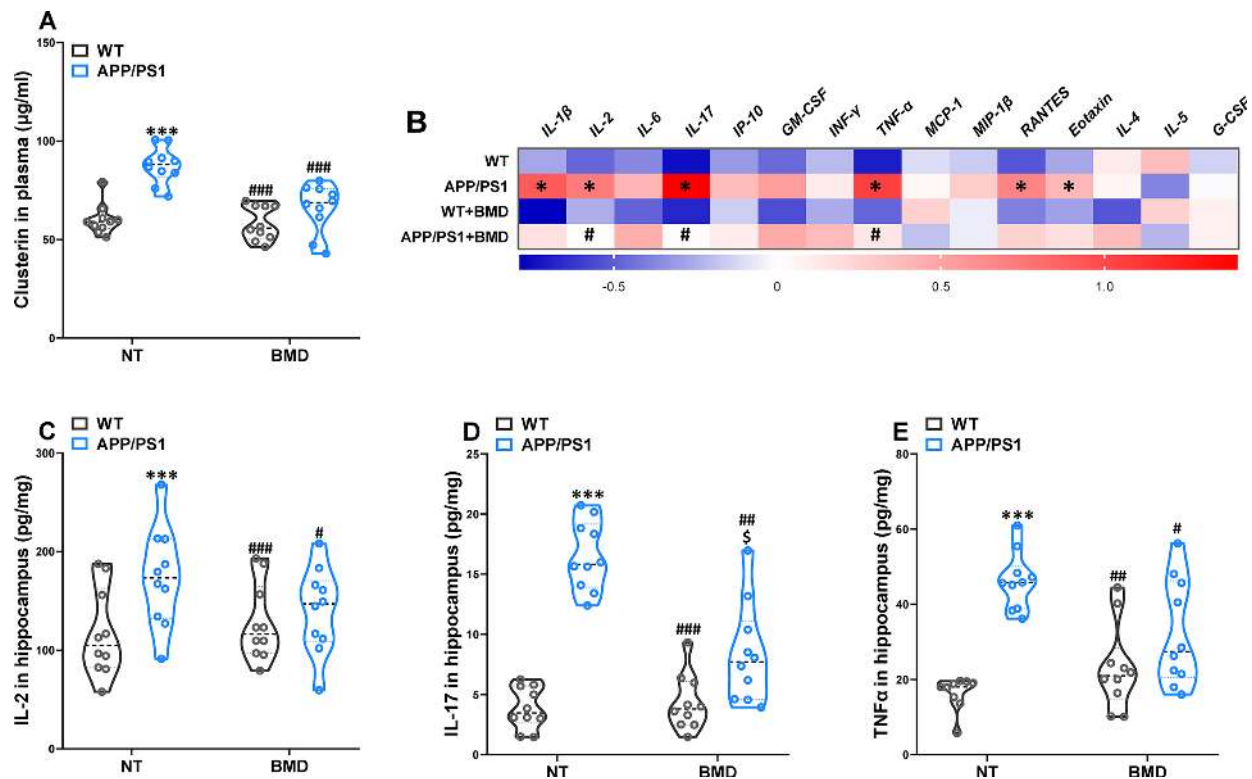 A
WT
APP/PS1
Clusterin in plasma (µg/ml)
150
100
50
0
***
###
###
NT
BMD
B
IL-1β
IL-2
IL-6
IL-17
IP-10
GM-CSF
INF-γ
TNF-α
MCP-1
MIP-1β
RANTES
Eotaxin
IL-4
IL-5
G-CSF
WT
APP/PS1
* * * * * *
WT+BMD
APP/PS1+BMD
# # #
-0.5 0 0.5 1.0
C
WT
APP/PS1
IL-2 in hippocampus (pg/mg)
300
200
100
0
***
###
#
NT
BMD
D
WT
APP/PS1
IL-17 in hippocampus (pg/mg)
25
20
15
10
5
0
***
###
##
$
NT
BMD
E
WT
APP/PS1
TNFα in hippocampus (pg/mg)
80
60
40
20
0
***
##
#
NT
BMD